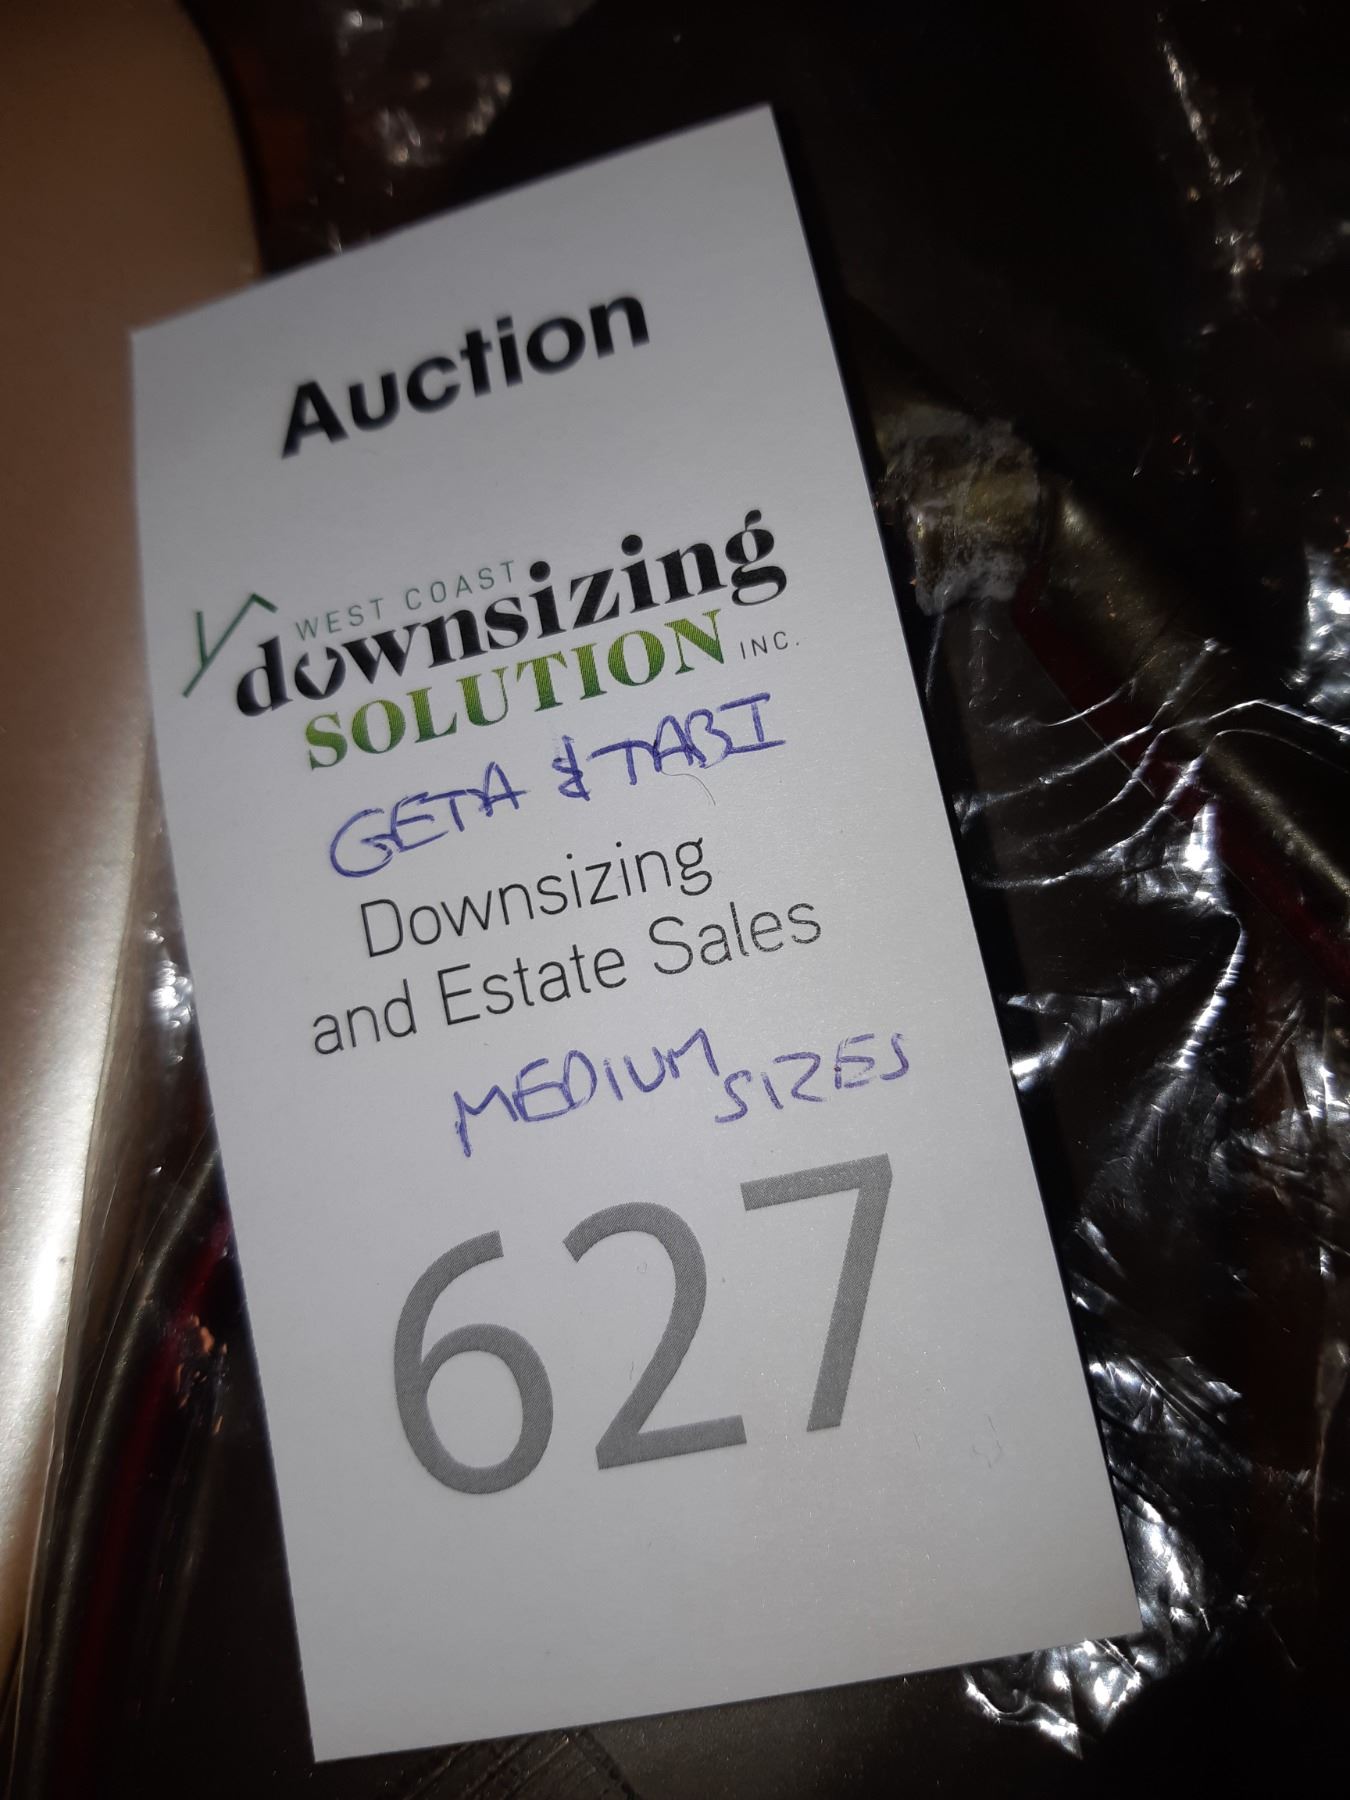 Auction
WEST COAST
downsizing
SOLUTION INC.
GETA & TABI
Downsizing
and Estate Sales
MEDIUM SIZES
627